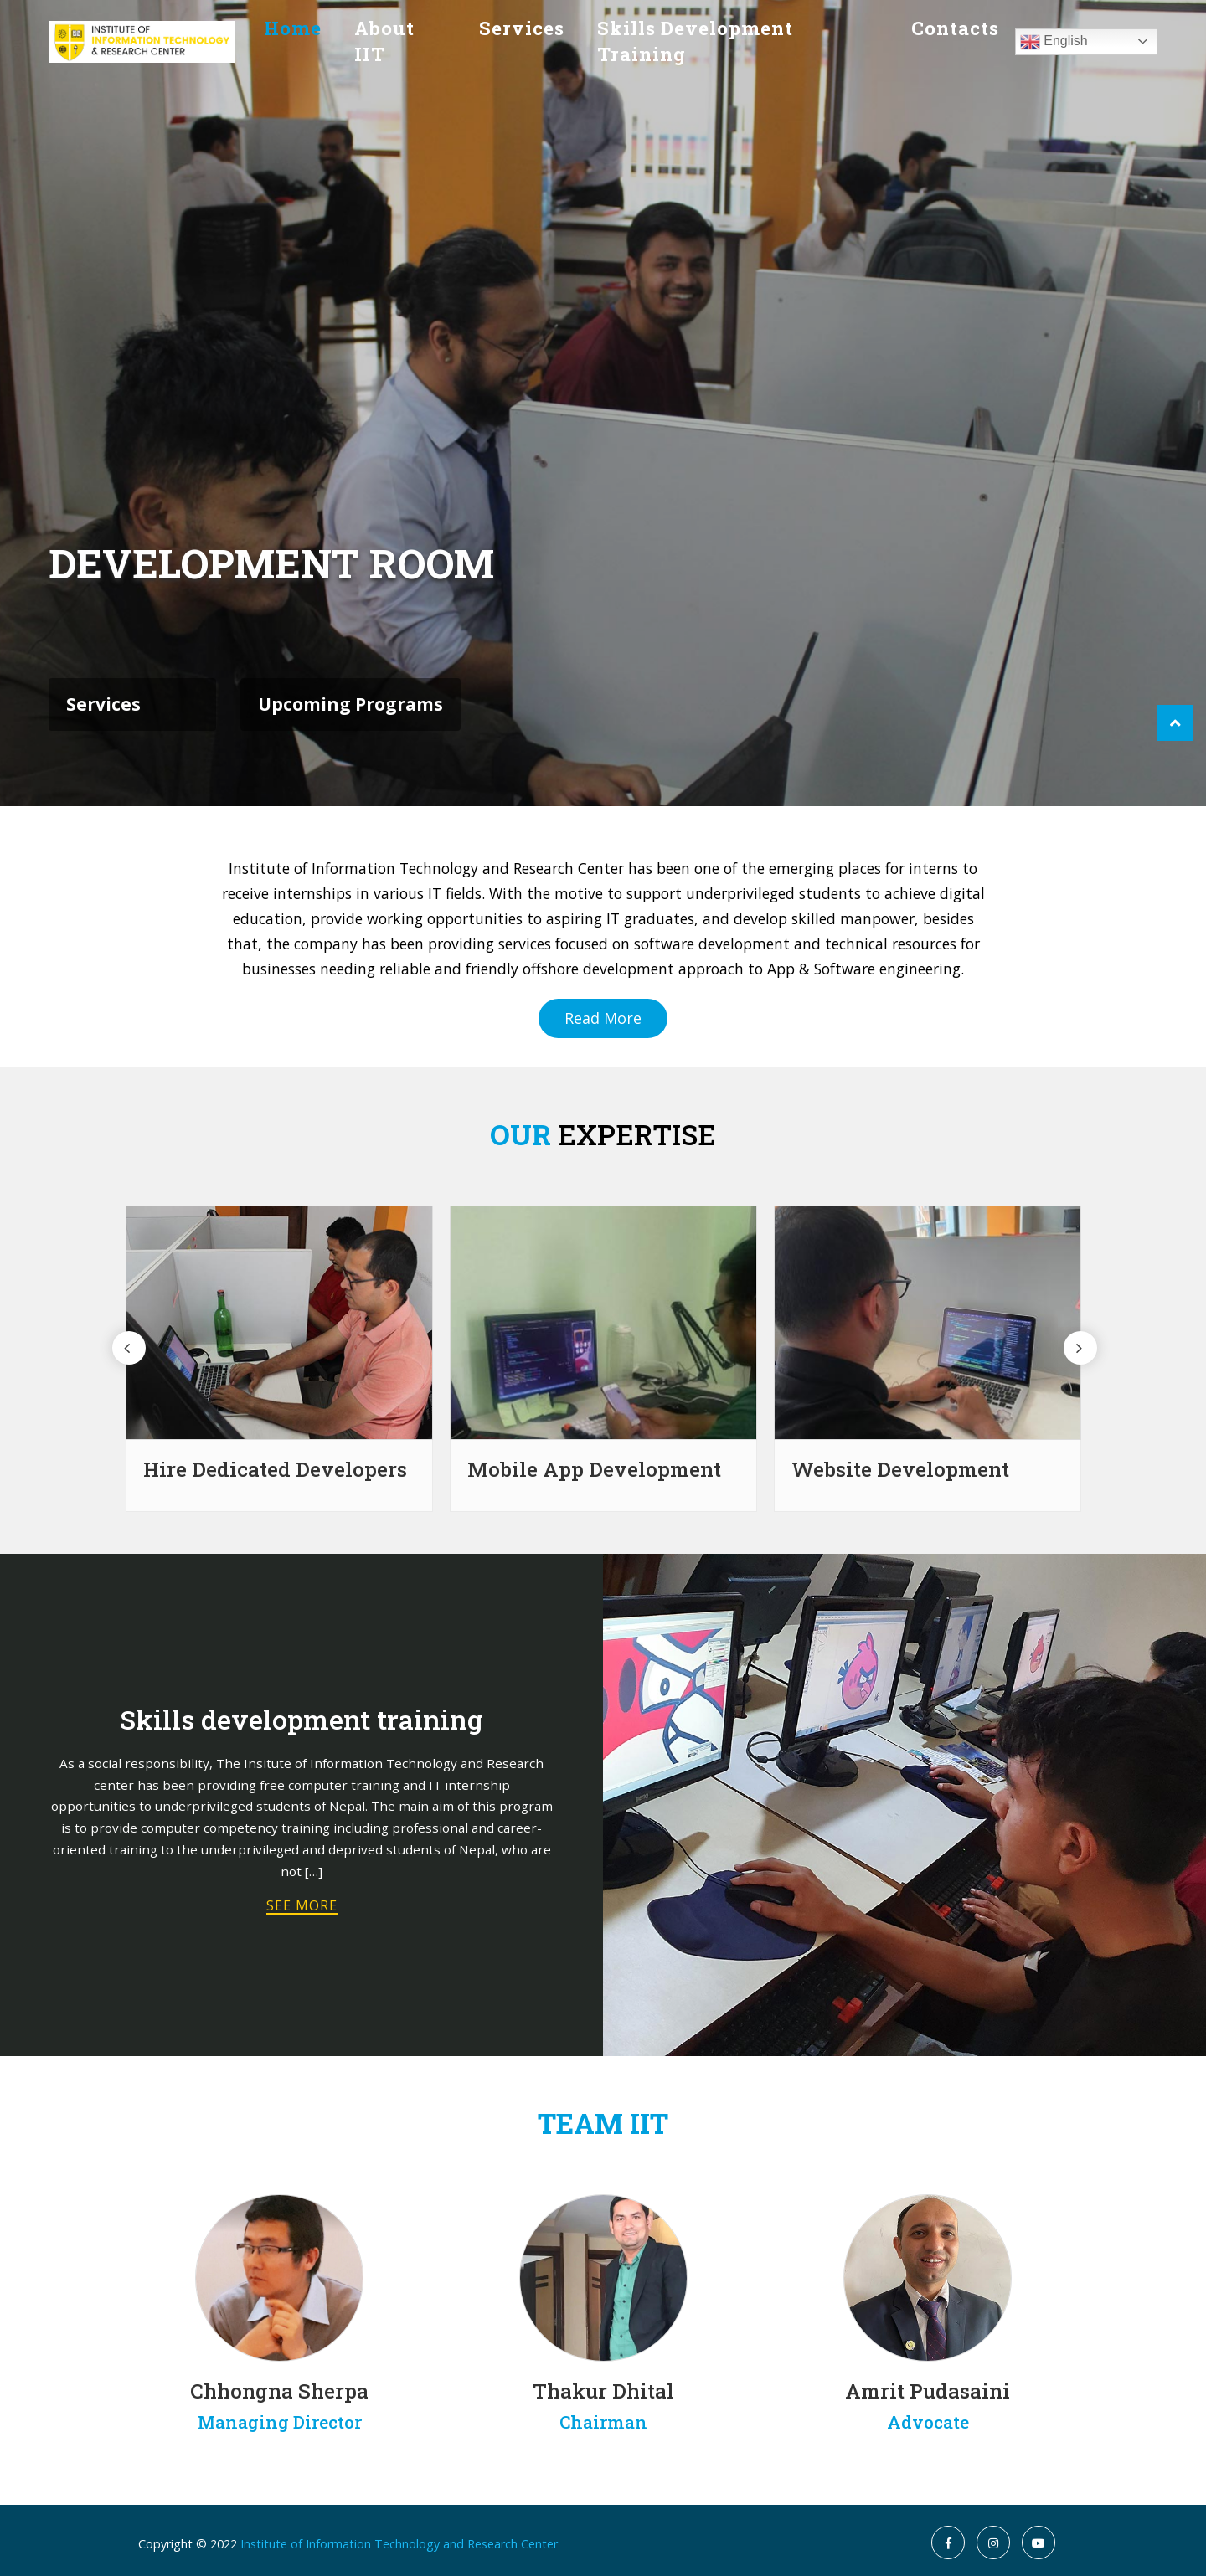 INSTITUTE OF
INFORMATION TECHNOLOGY
& RESEARCH CENTER
Home
About
IIT
Services
Skills Development
Training
Contacts
English
DEVELOPMENT ROOM
Services
Upcoming Programs
Institute of Information Technology and Research Center has been one of the emerging places for interns to
receive internships in various IT fields. With the motive to support underprivileged students to achieve digital
education, provide working opportunities to aspiring IT graduates, and develop skilled manpower, besides
that, the company has been providing services focused on software development and technical resources for
businesses needing reliable and friendly offshore development approach to App & Software engineering.
Read More
OUR EXPERTISE
Hire Dedicated Developers
Mobile App Development
Website Development
Skills development training
As a social responsibility, The Insitute of Information Technology and Research
center has been providing free computer training and IT internship
opportunities to underprivileged students of Nepal. The main aim of this program
is to provide computer competency training including professional and career-
oriented training to the underprivileged and deprived students of Nepal, who are
not […]
SEE MORE
TEAM IIT
Chhongna Sherpa
Managing Director
Thakur Dhital
Chairman
Amrit Pudasaini
Advocate
Copyright © 2022 Institute of Information Technology and Research Center